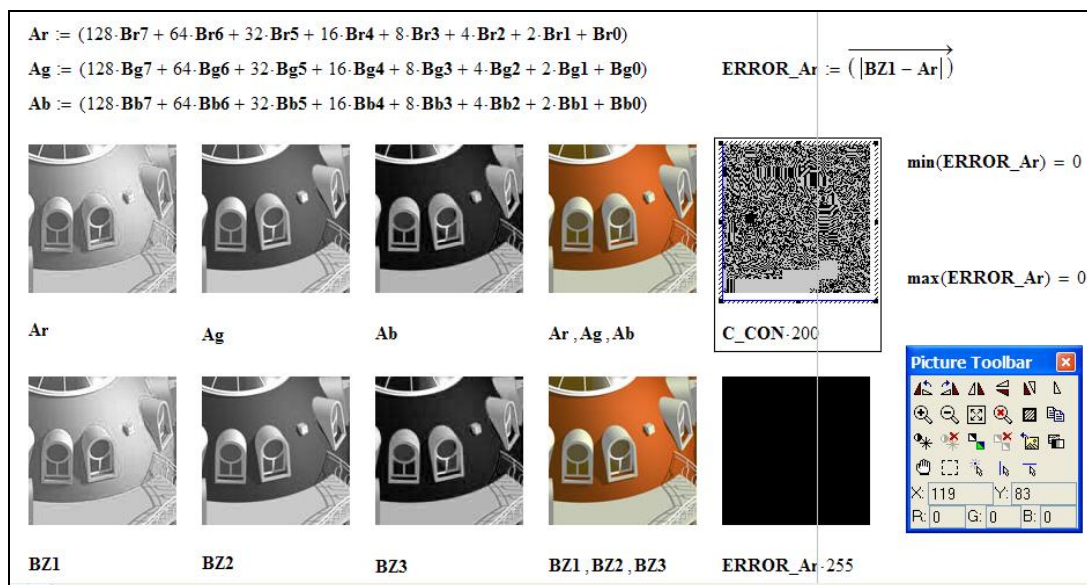 Ar := (128·Br7 + 64·Br6 + 32·Br5 + 16·Br4 + 8·Br3 + 4·Br2 + 2·Br1 + Br0)
Ag := (128·Bg7 + 64·Bg6 + 32·Bg5 + 16·Bg4 + 8·Bg3 + 4·Bg2 + 2·Bg1 + Bg0)
ERROR_Ar := (|BZ1 − Ar|)
Ab := (128·Bb7 + 64·Bb6 + 32·Bb5 + 16·Bb4 + 8·Bb3 + 4·Bb2 + 2·Bb1 + Bb0)
min(ERROR_Ar) = 0
max(ERROR_Ar) = 0
Ar
Ag
Ab
Ar , Ag , Ab
C_CON·200
Picture Toolbar
X: 119 Y: 83
R: 0 G: 0 B: 0
BZ1
BZ2
BZ3
BZ1 , BZ2 , BZ3
ERROR_Ar·255